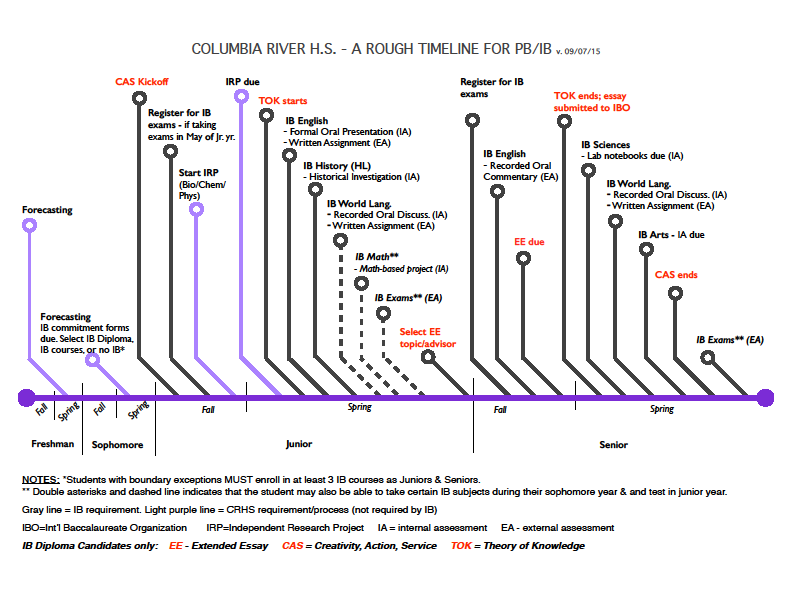 COLUMBIA RIVER H.S. - A ROUGH TIMELINE FOR PB/IB v. 09/07/15
CAS Kickoff
Register for IB
exams - if taking
exams in May of Jr. yr.
Start IRP
(Bio/Chem/
Phys)
IRP due
TOK starts
IB English
- Formal Oral Presentation (IA)
- Written Assignment (EA)
IB History (HL)
- Historical Investigation (IA)
IB World Lang.
- Recorded Oral Discuss. (IA)
- Written Assignment (EA)
IB Math**
- Math-based project (IA)
IB Exams** (EA)
Select EE
topic/advisor
Register for IB
exams
IB English
- Recorded Oral
Commentary (EA)
EE due
TOK ends; essay
submitted to IBO
IB Sciences
- Lab notebooks due (IA)
IB World Lang.
- Recorded Oral Discuss. (IA)
- Written Assignment (EA)
IB Arts - IA due
CAS ends
IB Exams** (EA)
Forecasting
Forecasting
IB commitment forms
due. Select IB Diploma,
IB courses, or no IB*
Fall
Spring
Fall
Spring
Fall
Spring
Fall
Spring
Freshman
Sophomore
Junior
Senior
NOTES: *Students with boundary exceptions MUST enroll in at least 3 IB courses as Juniors & Seniors.
** Double asterisks and dashed line indicates that the student may also be able to take certain IB subjects during their sophomore year & and test in junior year.
Gray line = IB requirement. Light purple line = CRHS requirement/process (not required by IB)
IBO=Int'l Baccalaureate Organization IRP=Independent Research Project IA = internal assessment EA - external assessment
IB Diploma Candidates only: EE - Extended Essay CAS = Creativity, Action, Service TOK = Theory of Knowledge